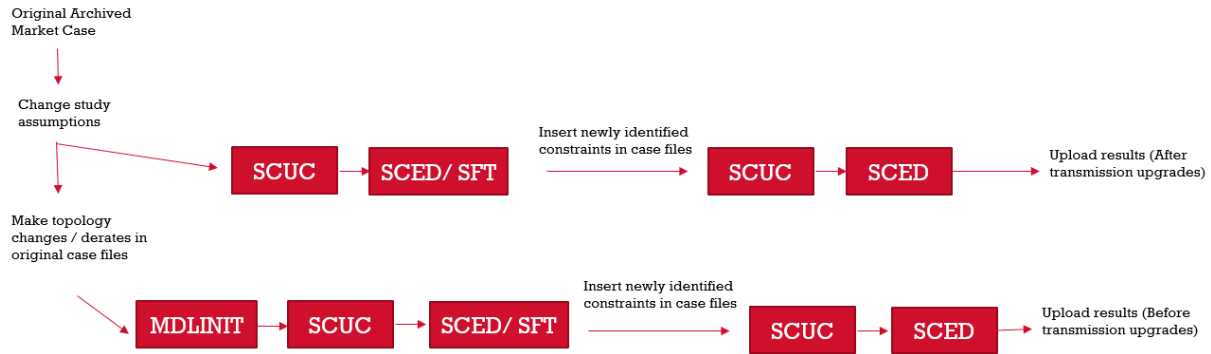 Original Archived
Market Case
Change study
assumptions
SCUC
SCED/ SFT
Insert newly identified
constraints in case files
SCUC
SCED
Upload results (After
transmission upgrades)
Make topology
changes / derates in
original case files
MDLINIT
SCUC
SCED/ SFT
Insert newly identified
constraints in case files
SCUC
SCED
Upload results (Before
transmission upgrades)